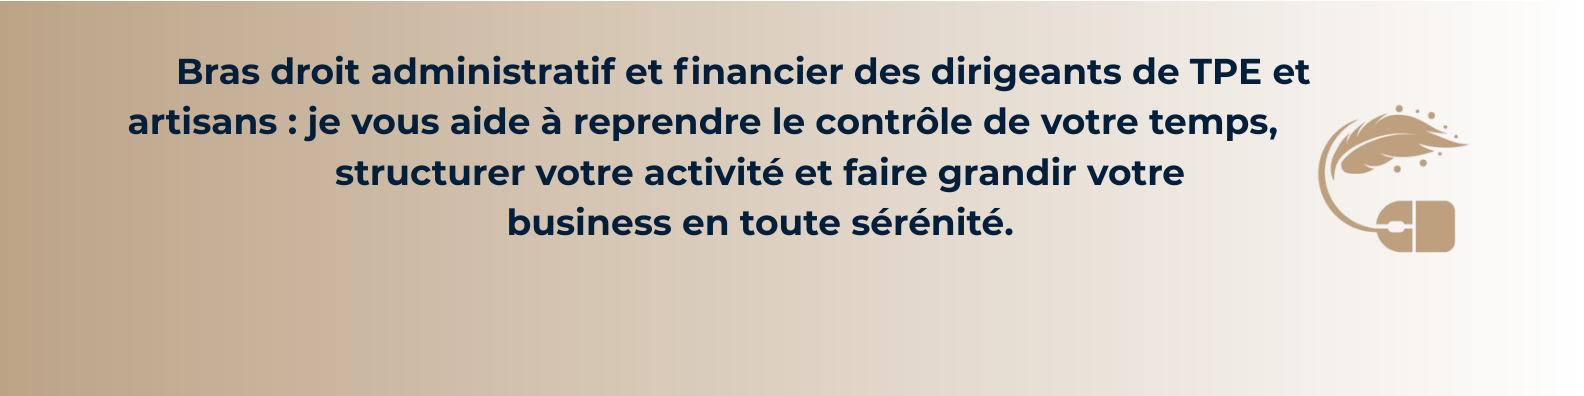 Bras droit administratif et financier des dirigeants de TPE et
artisans : je vous aide à reprendre le contrôle de votre temps,
structurer votre activité et faire grandir votre
business en toute sérénité.